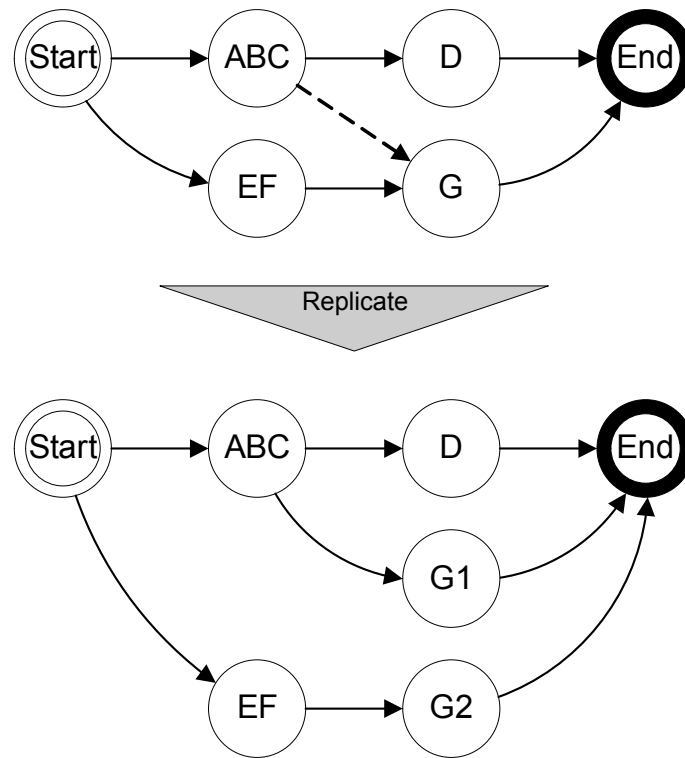 Start
ABC
D
End
EF
G
Replicate
Start
ABC
D
End
G1
EF
G2